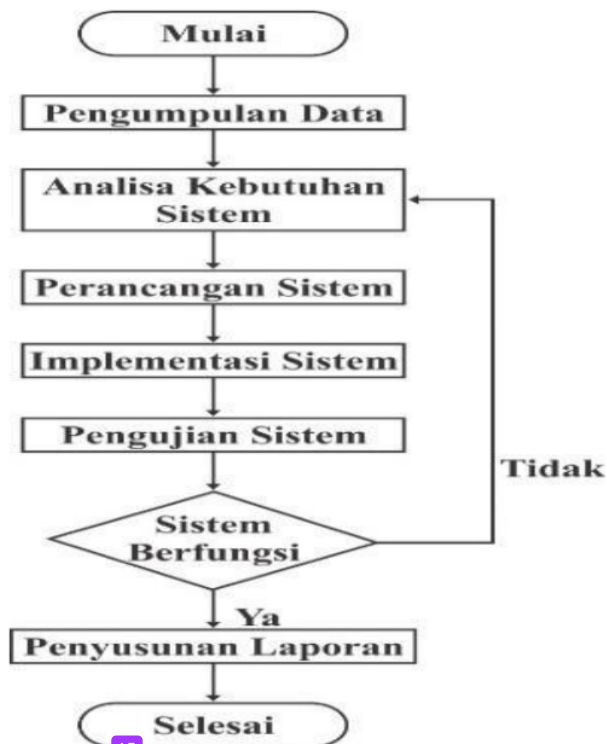 Mulai
Pengumpulan Data
Analisa Kebutuhan
Sistem
Perancangan Sistem
Implementasi Sistem
Pengujian Sistem
Tidak
Sistem
Berfungsi
Ya
Penyusunan Laporan
Selesai